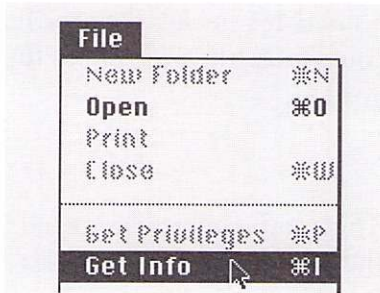 File
New Folder ⌘N
Open ⌘O
Print
Close ⌘W
Get Privileges ⌘P
Get Info ⌘I